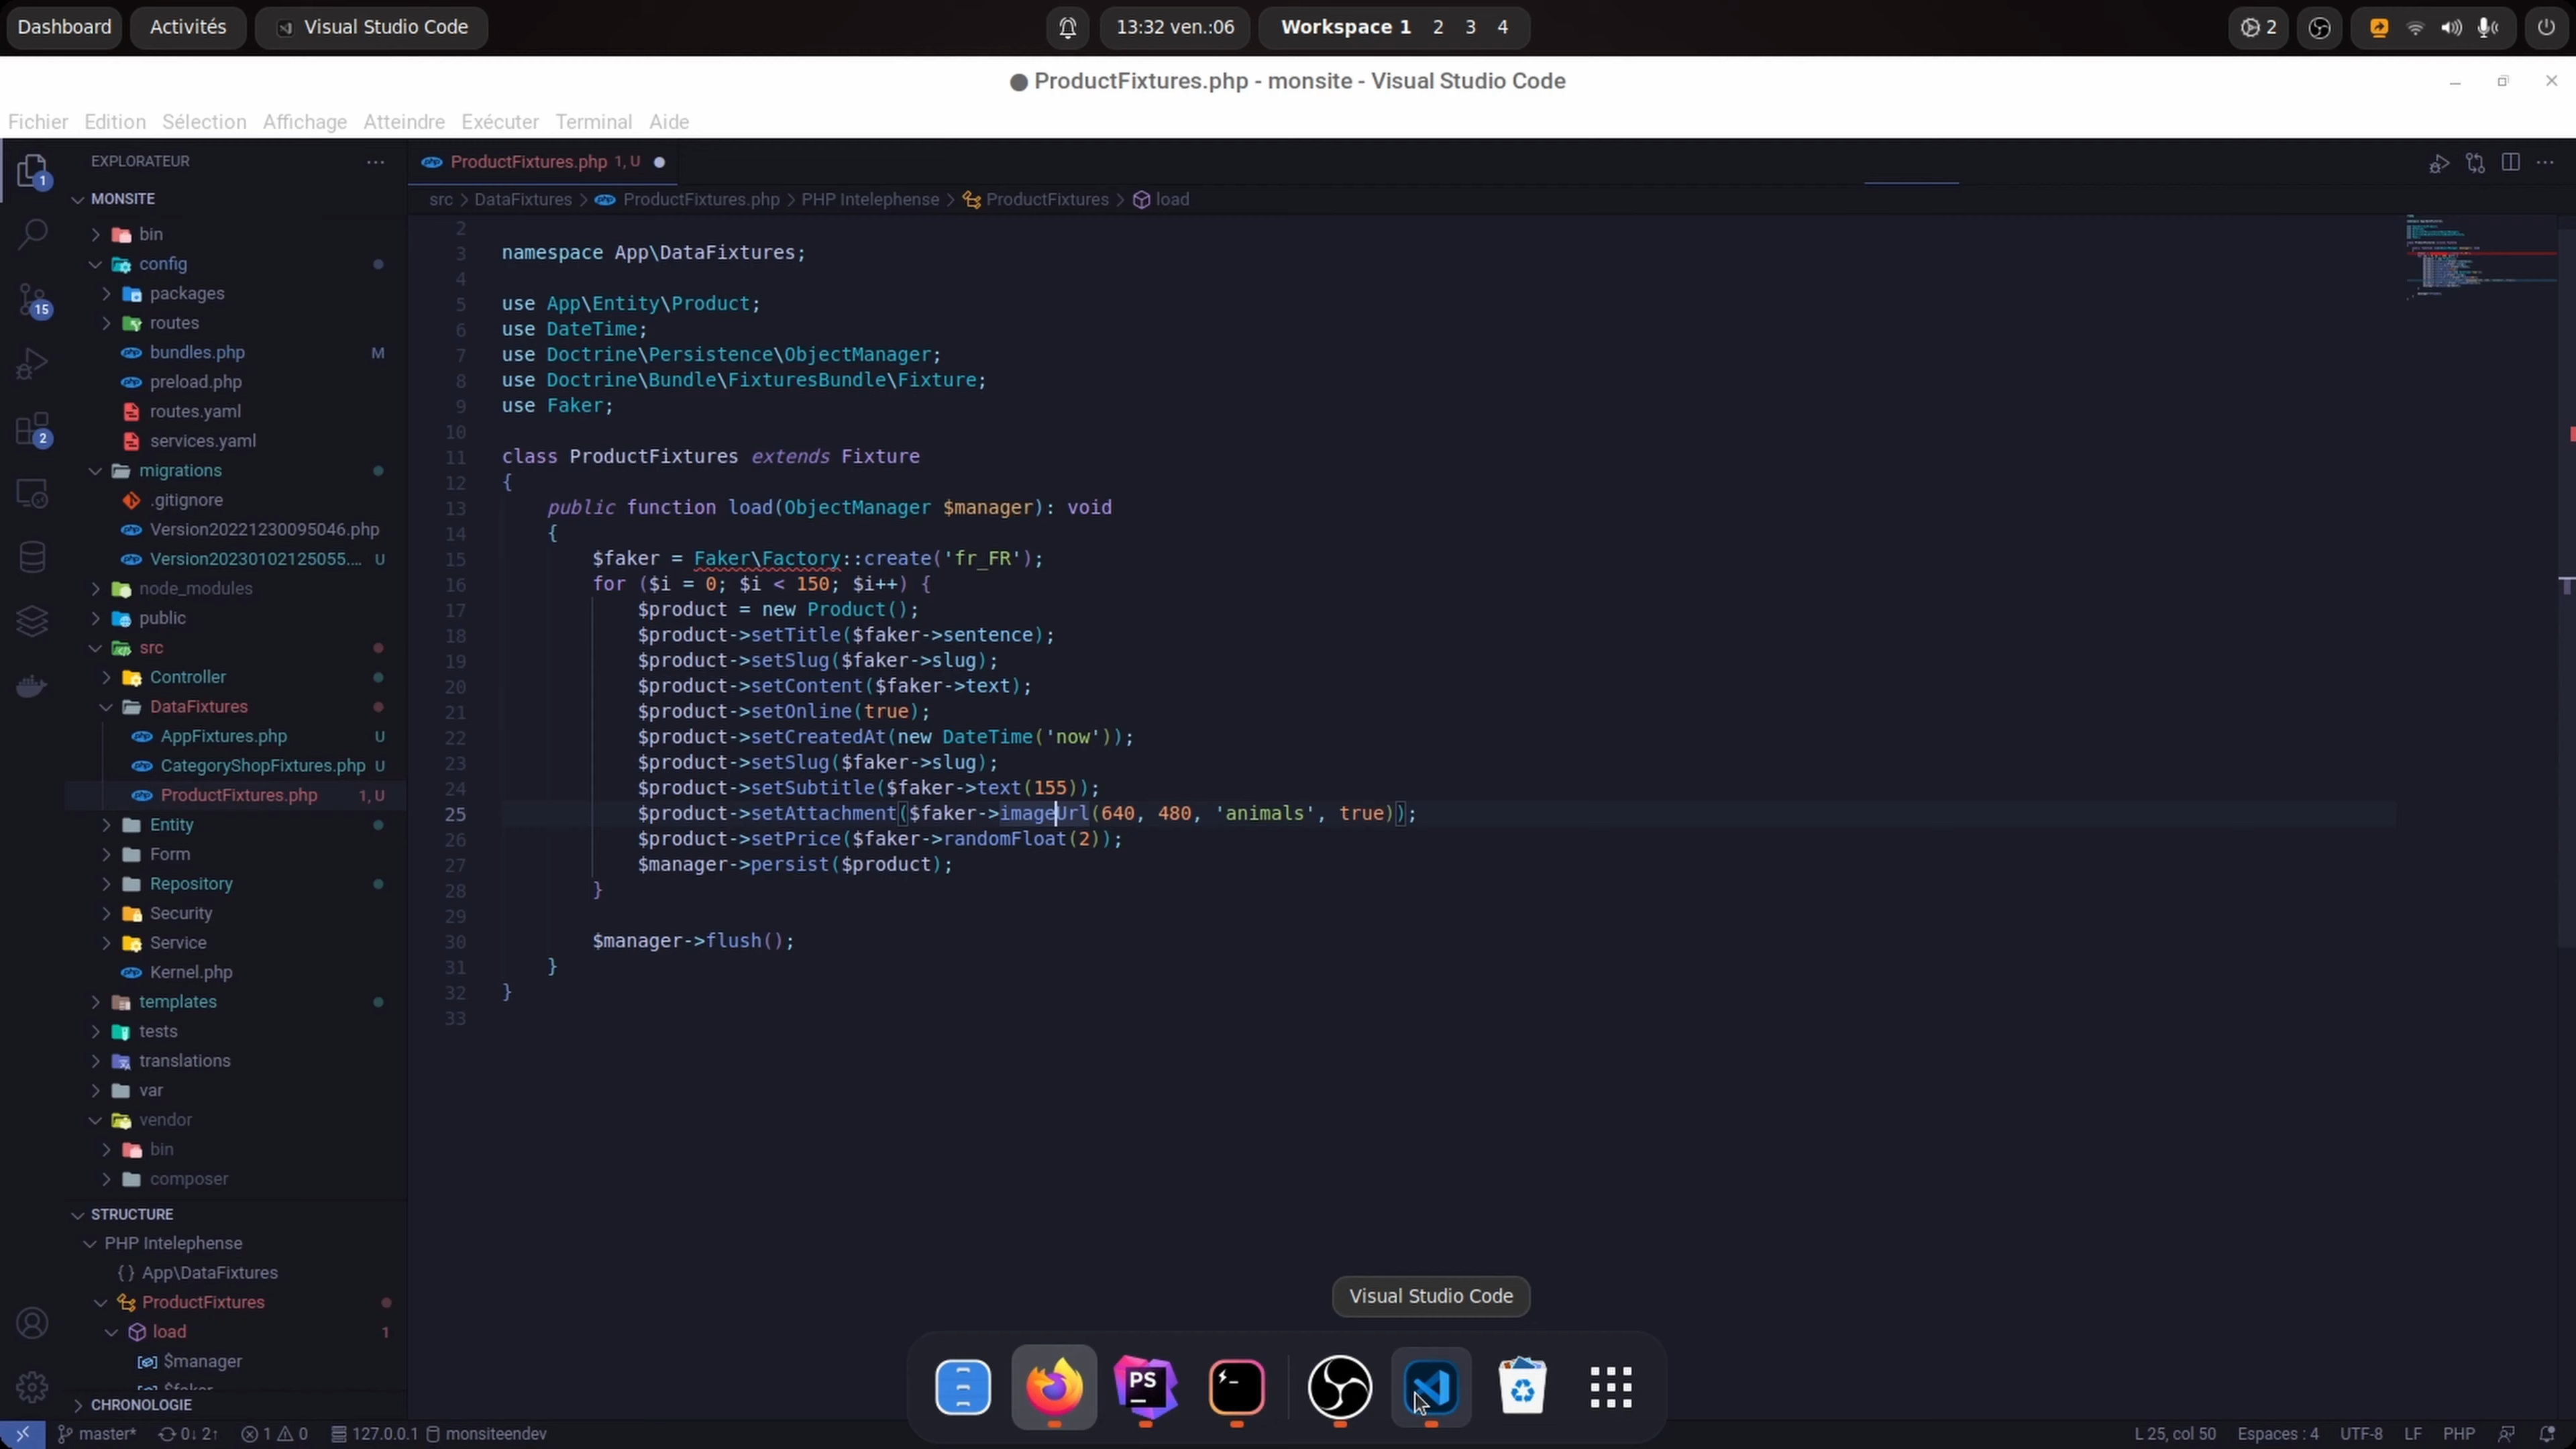 Dashboard
Activités
Visual Studio Code
13:32 ven.:06
Workspace 1 2 3 4
2
● ProductFixtures.php - monsite - Visual Studio Code
Fichier Edition Sélection Affichage Atteindre Exécuter Terminal Aide
EXPLORATEUR
MONSITE
bin
config
packages
routes
bundles.php M
preload.php
routes.yaml
services.yaml
migrations
.gitignore
Version20221230095046.php
Version20230102125055.... U
node_modules
public
src
Controller
DataFixtures
AppFixtures.php U
CategoryShopFixtures.php U
ProductFixtures.php 1, U
Entity
Form
Repository
Security
Service
Kernel.php
templates
tests
translations
var
vendor
bin
composer
STRUCTURE
PHP Intelephense
{} App\DataFixtures
ProductFixtures
load 1
$manager
CHRONOLOGIE
1
15
2
ProductFixtures.php 1, U
src > DataFixtures > ProductFixtures.php > PHP Intelephense > ProductFixtures > load
2
3 namespace App\DataFixtures;
4
5 use App\Entity\Product;
6 use DateTime;
7 use Doctrine\Persistence\ObjectManager;
8 use Doctrine\Bundle\FixturesBundle\Fixture;
9 use Faker;
10
11 class ProductFixtures extends Fixture
12 {
13 public function load(ObjectManager $manager): void
14 {
15 $faker = Faker\Factory::create('fr_FR');
16 for ($i = 0; $i < 150; $i++) {
17 $product = new Product();
18 $product->setTitle($faker->sentence);
19 $product->setSlug($faker->slug);
20 $product->setContent($faker->text);
21 $product->setOnline(true);
22 $product->setCreatedAt(new DateTime('now'));
23 $product->setSlug($faker->slug);
24 $product->setSubtitle($faker->text(155));
25 $product->setAttachment($faker->imageUrl(640, 480, 'animals', true));
26 $product->setPrice($faker->randomFloat(2));
27 $manager->persist($product);
28 }
29
30 $manager->flush();
31 }
32 }
33
Visual Studio Code
PS
master* 0↓ 2↑ 1 0 127.0.0.1 monsiteendev
L 25, col 50 Espaces : 4 UTF-8 LF PHP